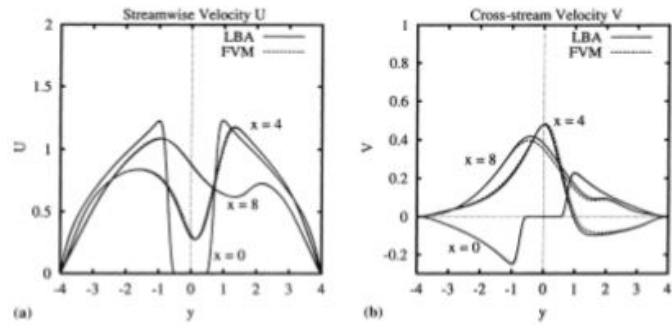 Streamwise Velocity U
LBA
FVM
2
1.5
1
0.5
0
U
x = 4
x = 8
x = 0
-4 -3 -2 -1 0 1 2 3 4
(a)
y
Cross-stream Velocity V
LBA
FVM
1
0.8
0.6
0.4
0.2
0
-0.2
V
x = 4
x = 8
x = 0
-4 -3 -2 -1 0 1 2 3 4
(b)
y